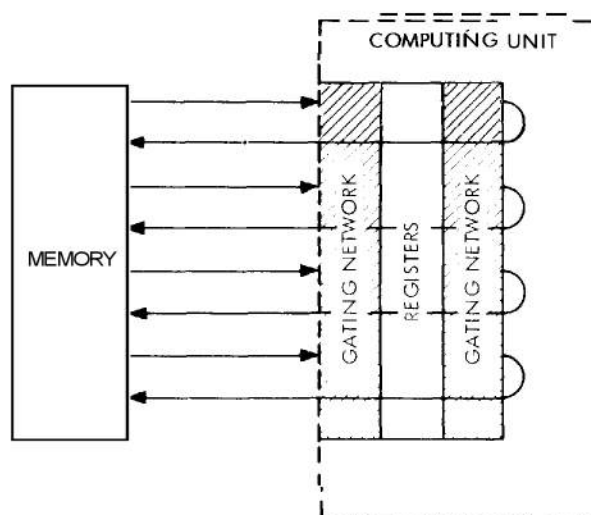 COMPUTING UNIT
MEMORY
GATING NETWORK
REGISTERS
GATING NETWORK